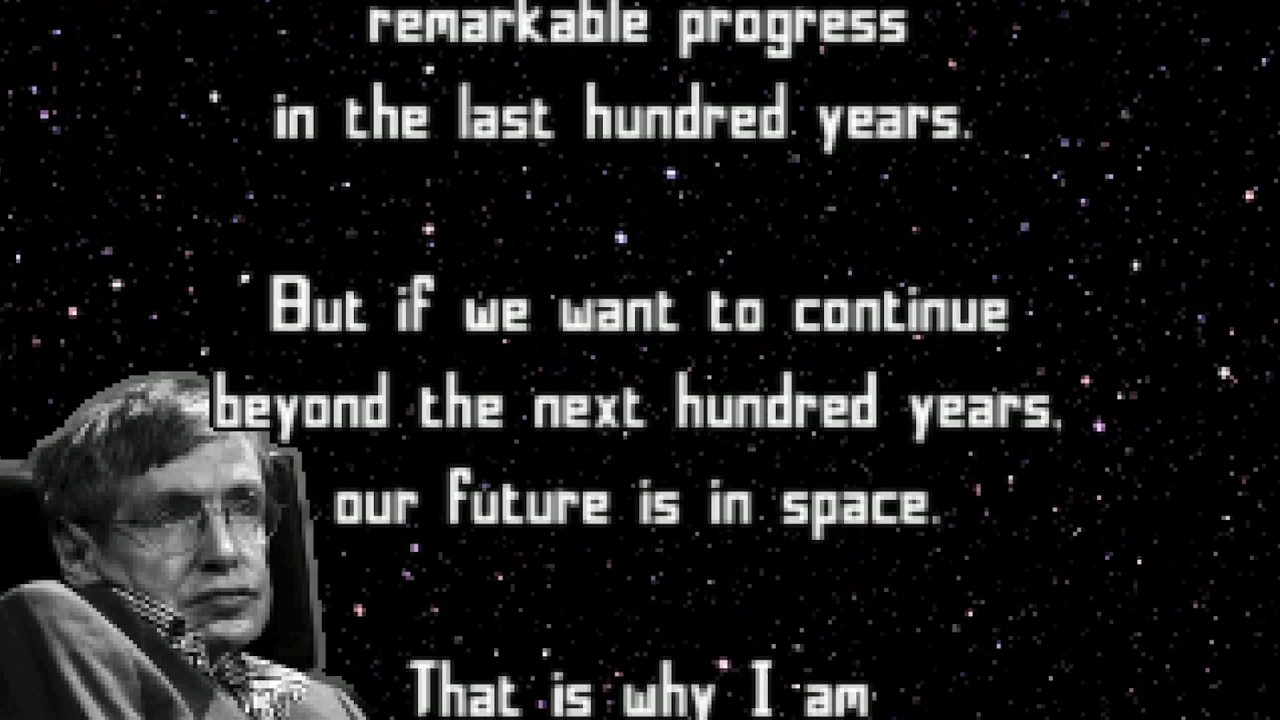 remarkable progress
in the last hundred years.
But if we want to continue
beyond the next hundred years,
our future is in space.
That is why I am